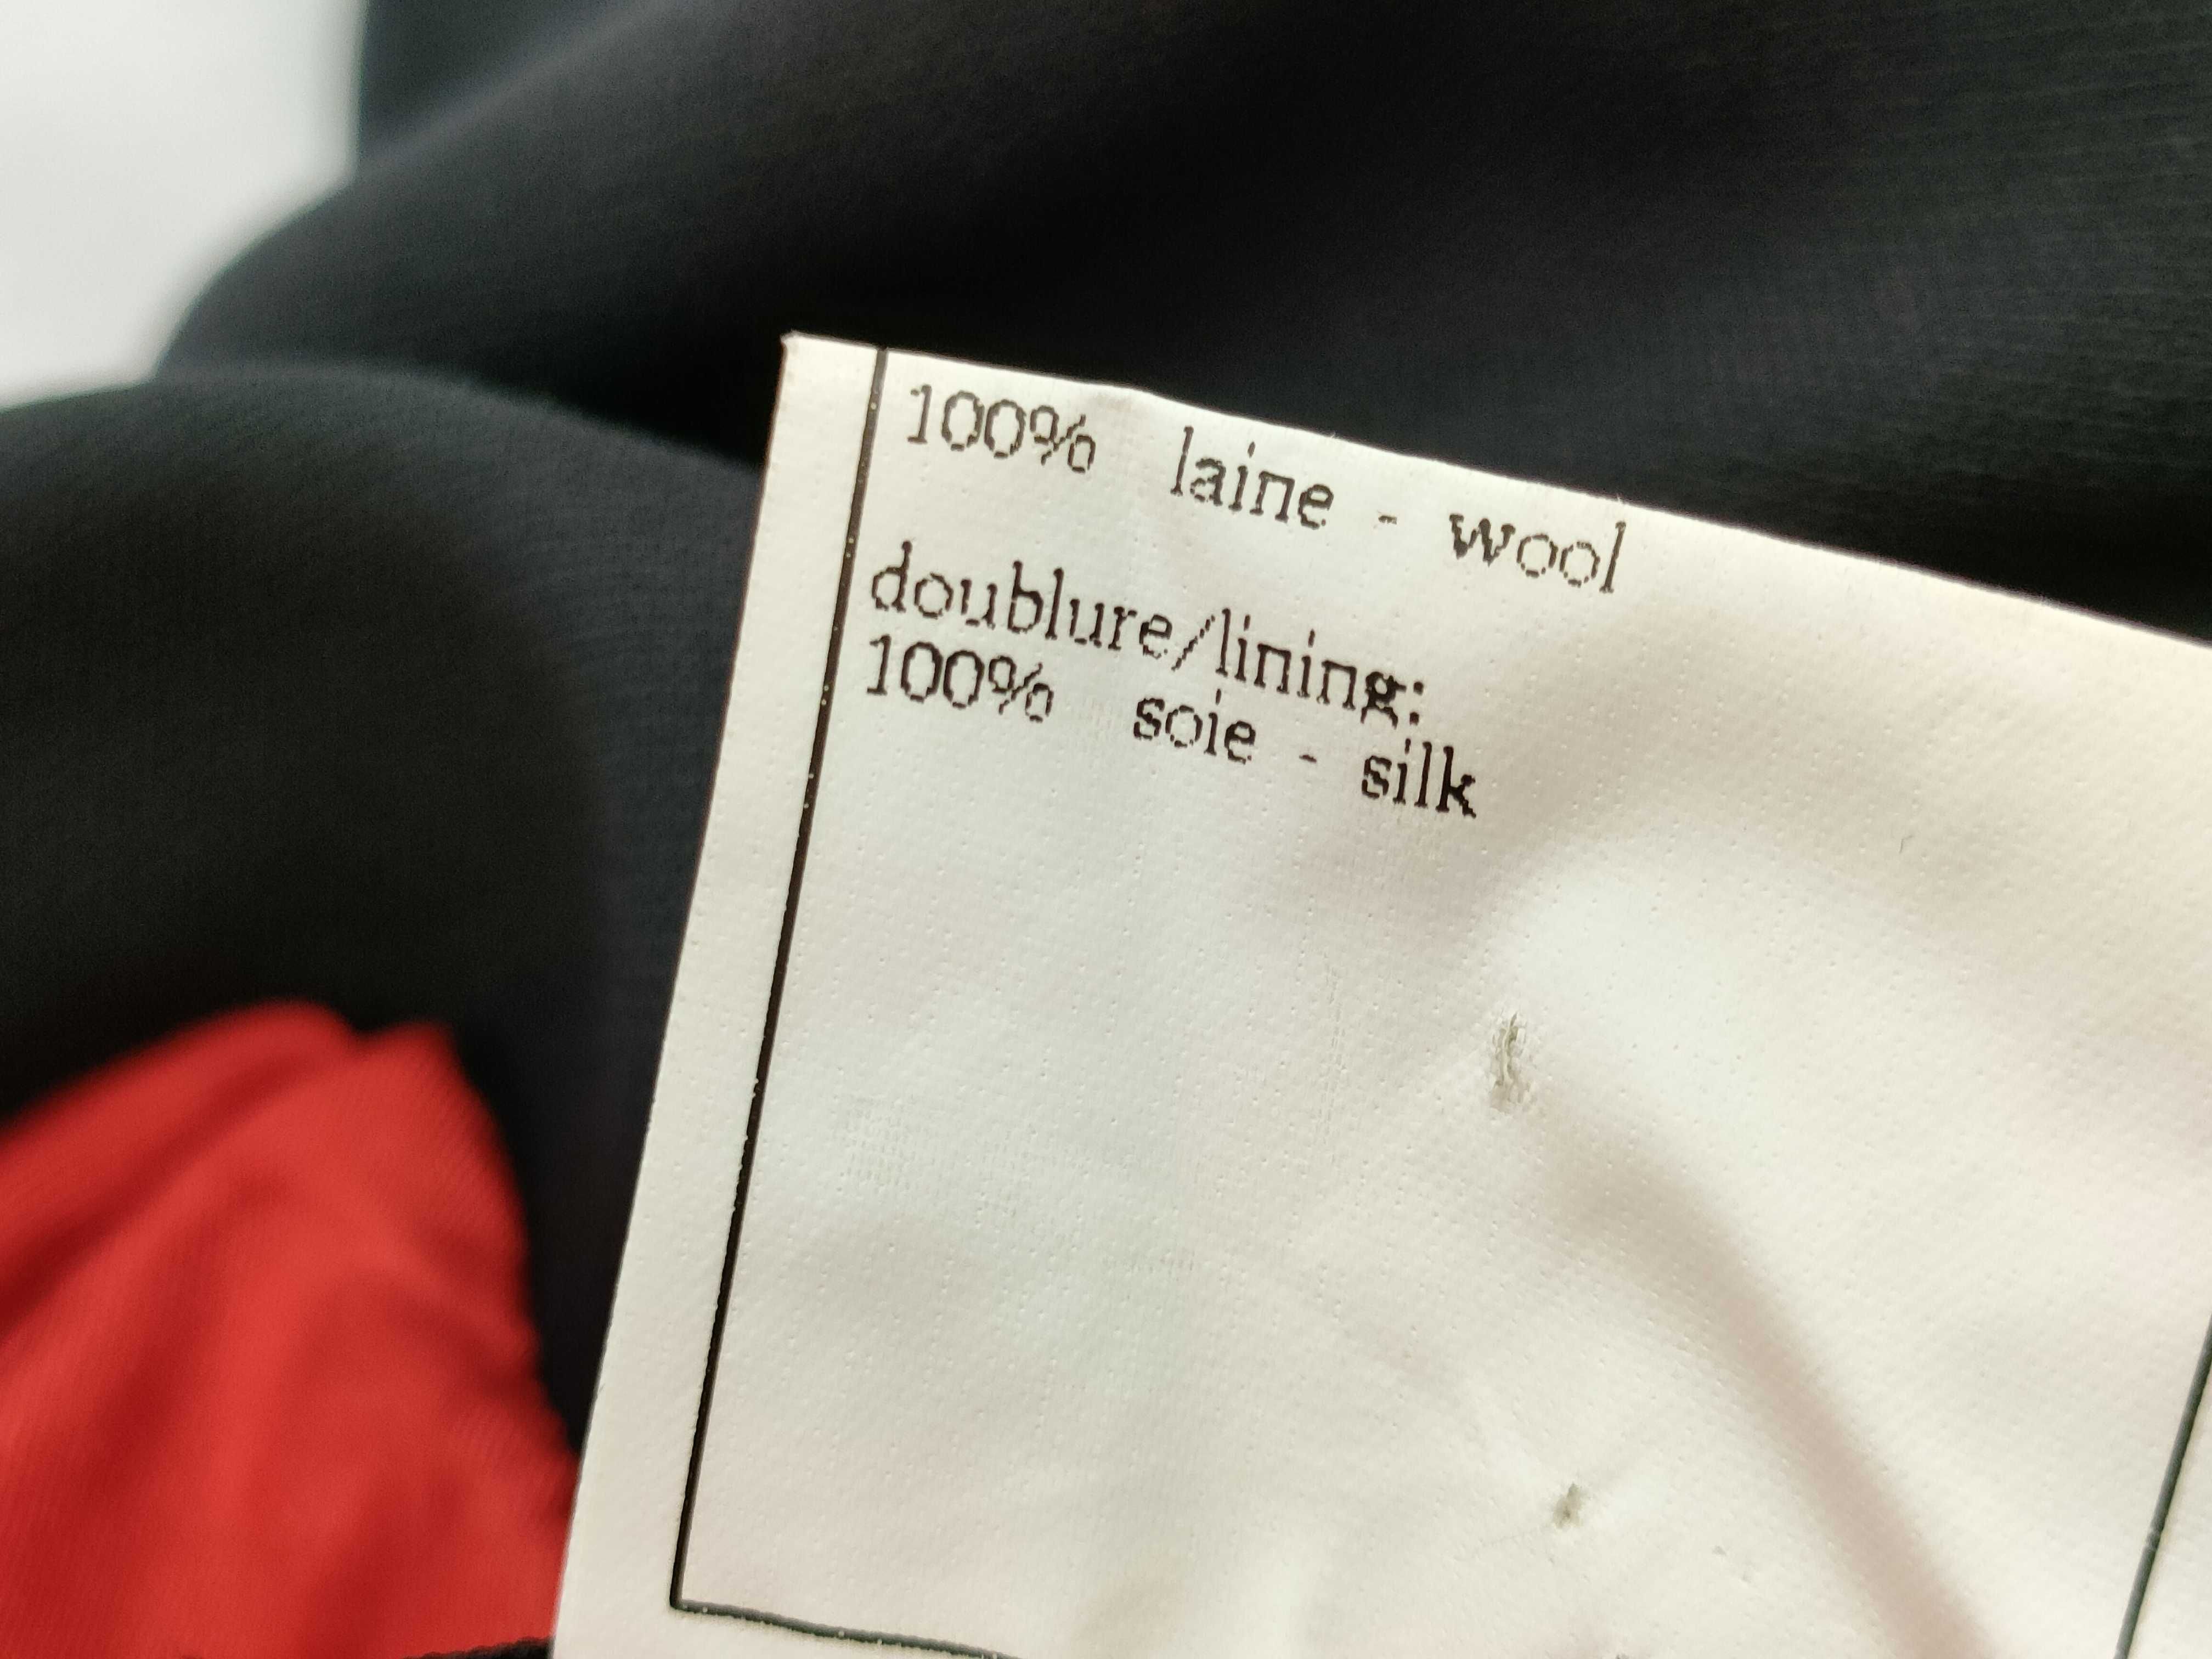 100% laine - wool
doublure/lining:
100% soie - silk